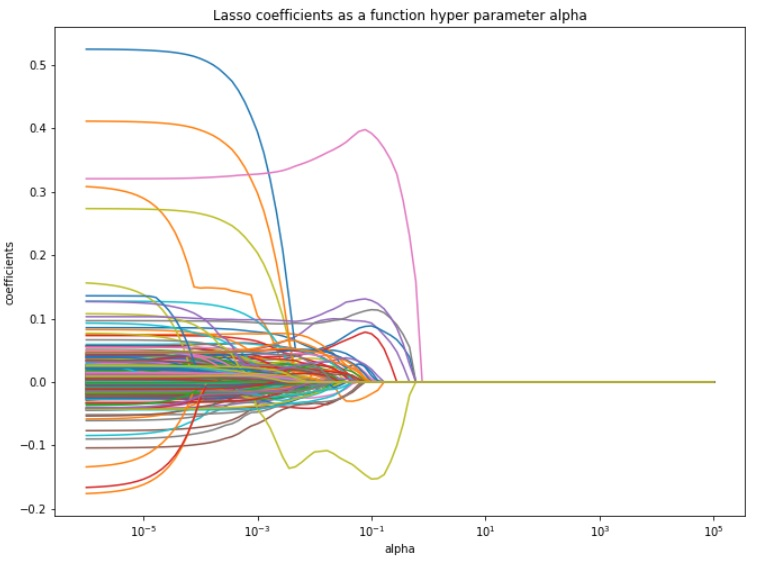 Lasso coefficients as a function hyper parameter alpha
coefficients
0.5
0.4
0.3
0.2
0.1
0.0
−0.1
−0.2
10⁻⁵ 10⁻³ 10⁻¹ 10¹ 10³ 10⁵
alpha